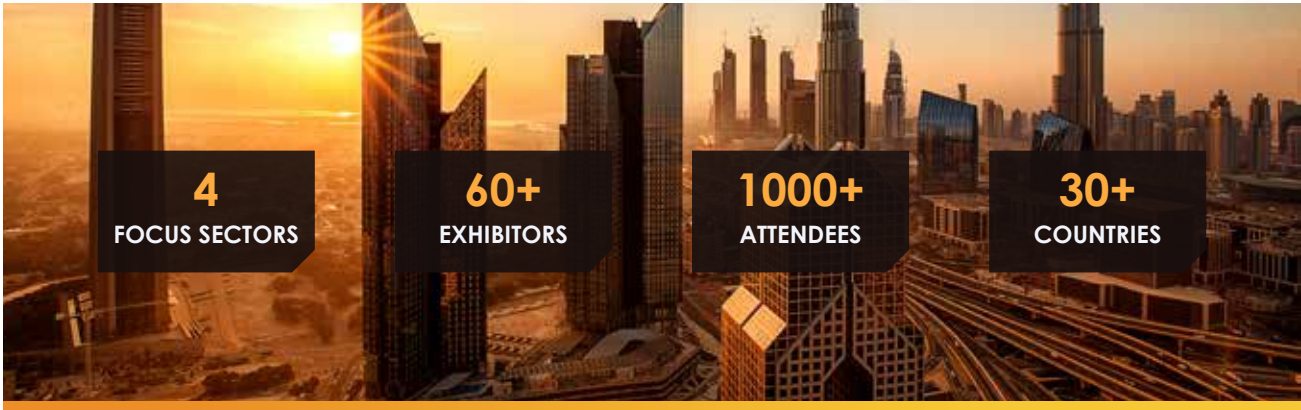 4
FOCUS SECTORS
60+
EXHIBITORS
1000+
ATTENDEES
30+
COUNTRIES